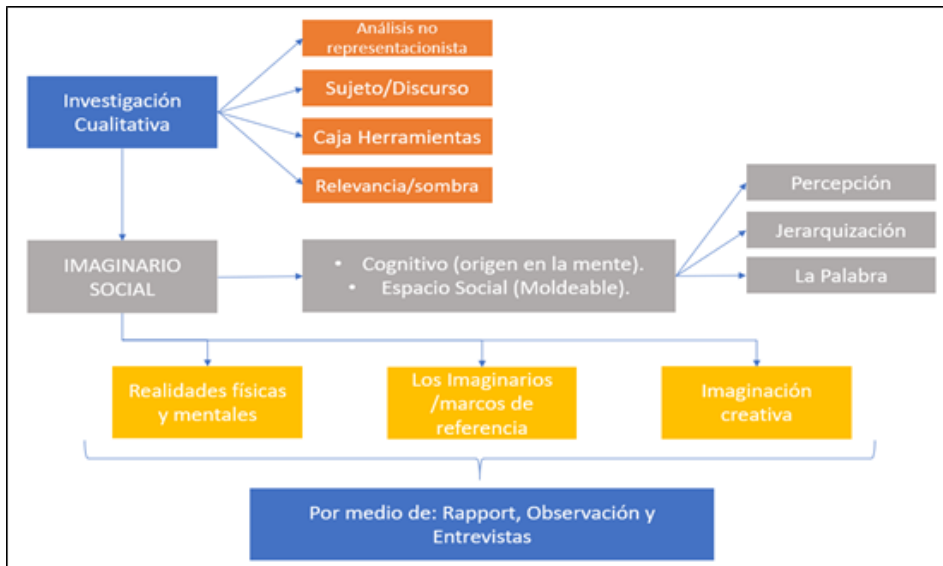 Análisis no
representacionista
Investigación
Cualitativa
Sujeto/Discurso
Caja Herramientas
Relevancia/sombra
Percepción
Jerarquización
La Palabra
IMAGINARIO
SOCIAL
• Cognitivo (origen en la mente).
• Espacio Social (Moldeable).
Realidades físicas
y mentales
Los Imaginarios
/marcos de
referencia
Imaginación
creativa
Por medio de: Rapport, Observación y
Entrevistas